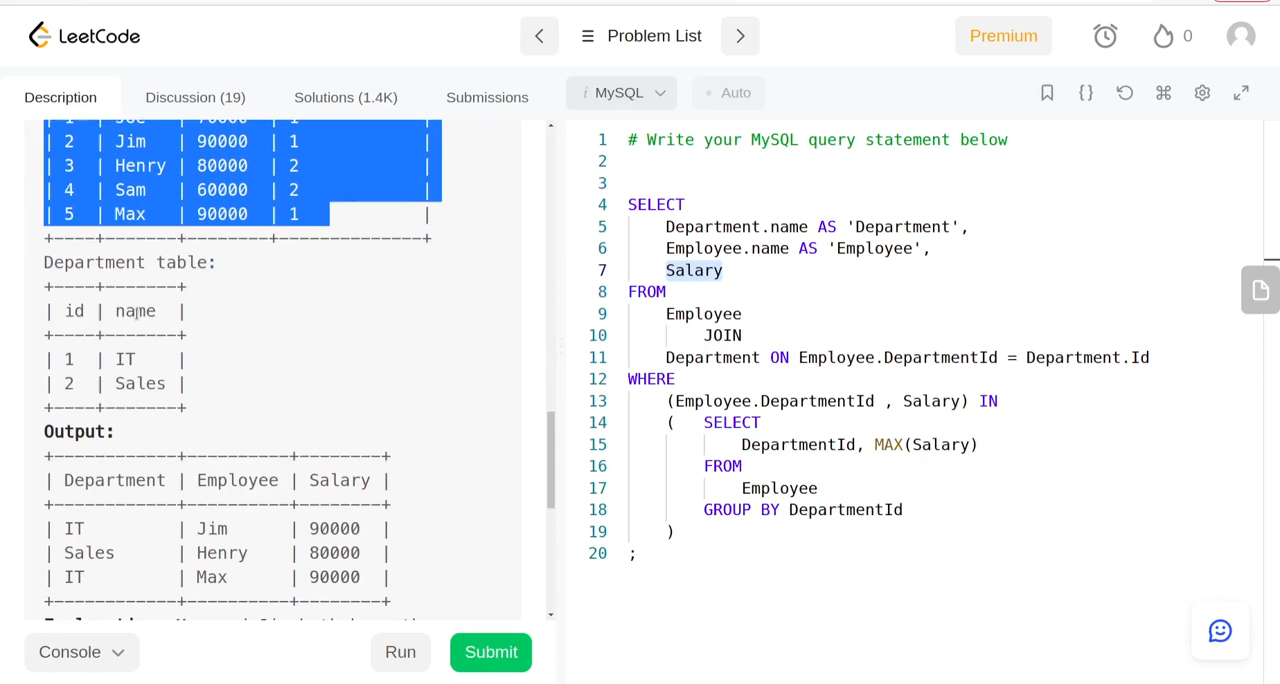 LeetCode
Problem List
Premium
0
Description
Discussion (19)
Solutions (1.4K)
Submissions
i MySQL
• Auto
{}
| 2 | Jim | 90000 | 1 |
| 3 | Henry | 80000 | 2 |
| 4 | Sam | 60000 | 2 |
| 5 | Max | 90000 | 1 |
+----+-------+--------+--------------+
Department table:
+----+-------+
| id | name |
+----+-------+
| 1 | IT |
| 2 | Sales |
+----+-------+
Output:
+------------+----------+--------+
| Department | Employee | Salary |
+------------+----------+--------+
| IT | Jim | 90000 |
| Sales | Henry | 80000 |
| IT | Max | 90000 |
+------------+----------+--------+
Console
Run
Submit
1 # Write your MySQL query statement below
2
3
4 SELECT
5 Department.name AS 'Department',
6 Employee.name AS 'Employee',
7 Salary
8 FROM
9 Employee
10 JOIN
11 Department ON Employee.DepartmentId = Department.Id
12 WHERE
13 (Employee.DepartmentId , Salary) IN
14 ( SELECT
15 DepartmentId, MAX(Salary)
16 FROM
17 Employee
18 GROUP BY DepartmentId
19 )
20 ;